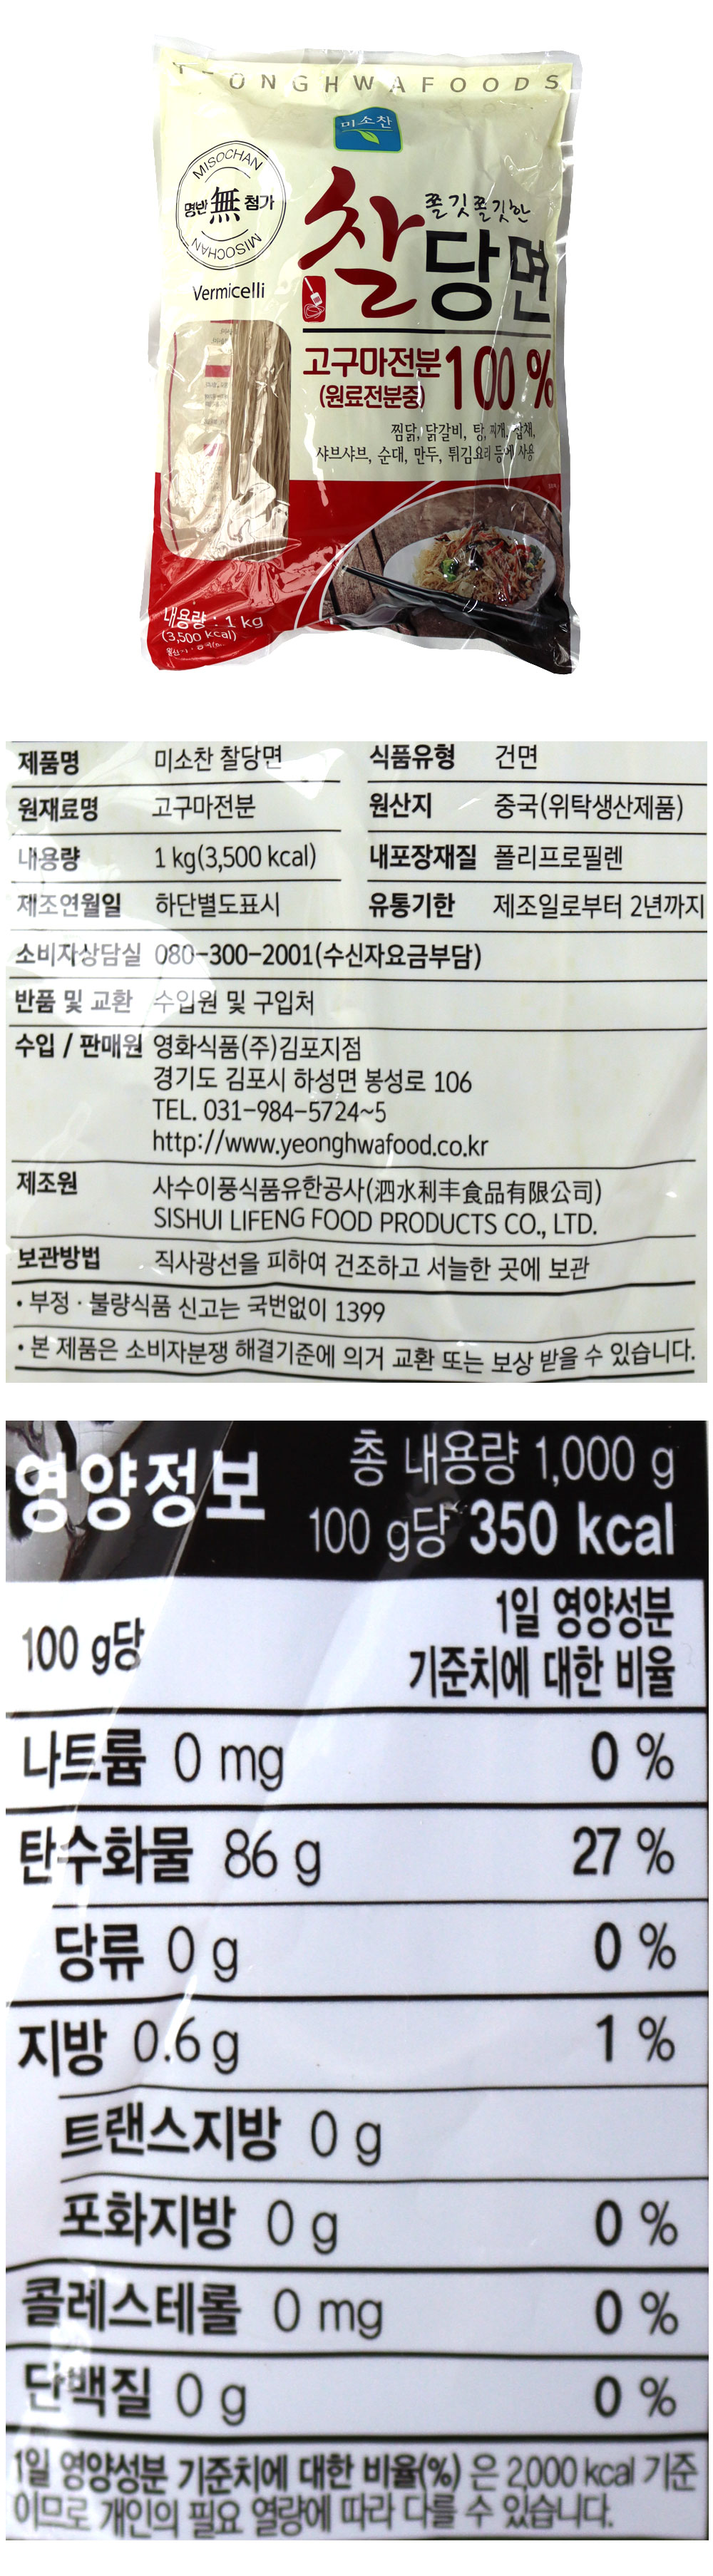 YEONGHWAFOODS
미소찬
MISOCHAN
명반 無 첨가
MISOCHAN
Vermicelli
쫄깃쫄깃한
찰당면
고구마전분 100 %
(원료전분중)
찜닭, 닭갈비, 탕, 찌개, 잡채,
샤브샤브, 순대, 만두, 튀김요리 등에 사용
내용량 : 1 kg
(3,500 kcal)
제품명 미소찬 찰당면 식품유형 건면
원재료명 고구마전분 원산지 중국(위탁생산제품)
내용량 1 kg(3,500 kcal) 내포장재질 폴리프로필렌
제조연월일 하단별도표시 유통기한 제조일로부터 2년까지
소비자상담실 080-300-2001(수신자요금부담)
반품 및 교환 수입원 및 구입처
수입 / 판매원 영화식품(주)김포지점
경기도 김포시 하성면 봉성로 106
TEL. 031-984-5724~5
http://www.yeonghwafood.co.kr
제조원 사수이풍식품유한공사(泗水利丰食品有限公司)
SISHUI LIFENG FOOD PRODUCTS CO., LTD.
보관방법 직사광선을 피하여 건조하고 서늘한 곳에 보관
• 부정 · 불량식품 신고는 국번없이 1399
• 본 제품은 소비자분쟁 해결기준에 의거 교환 또는 보상 받을 수 있습니다.
영양정보 총 내용량 1,000 g
100 g당 350 kcal
100 g당 1일 영양성분
기준치에 대한 비율
나트륨 0 mg 0 %
탄수화물 86 g 27 %
당류 0 g 0 %
지방 0.6 g 1 %
트랜스지방 0 g
포화지방 0 g 0 %
콜레스테롤 0 mg 0 %
단백질 0 g 0 %
1일 영양성분 기준치에 대한 비율(%) 은 2,000 kcal 기준
이므로 개인의 필요 열량에 따라 다를 수 있습니다.